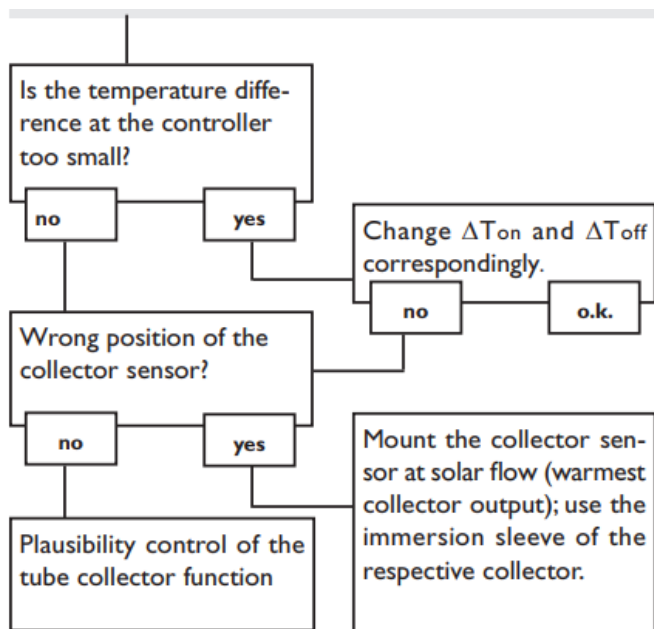 Is the temperature diffe-
rence at the controller
too small?
no
yes
Change ΔTon and ΔToff
correspondingly.
no
o.k.
Wrong position of the
collector sensor?
no
yes
Mount the collector sen-
sor at solar flow (warmest
collector output); use the
immersion sleeve of the
respective collector.
Plausibility control of the
tube collector function